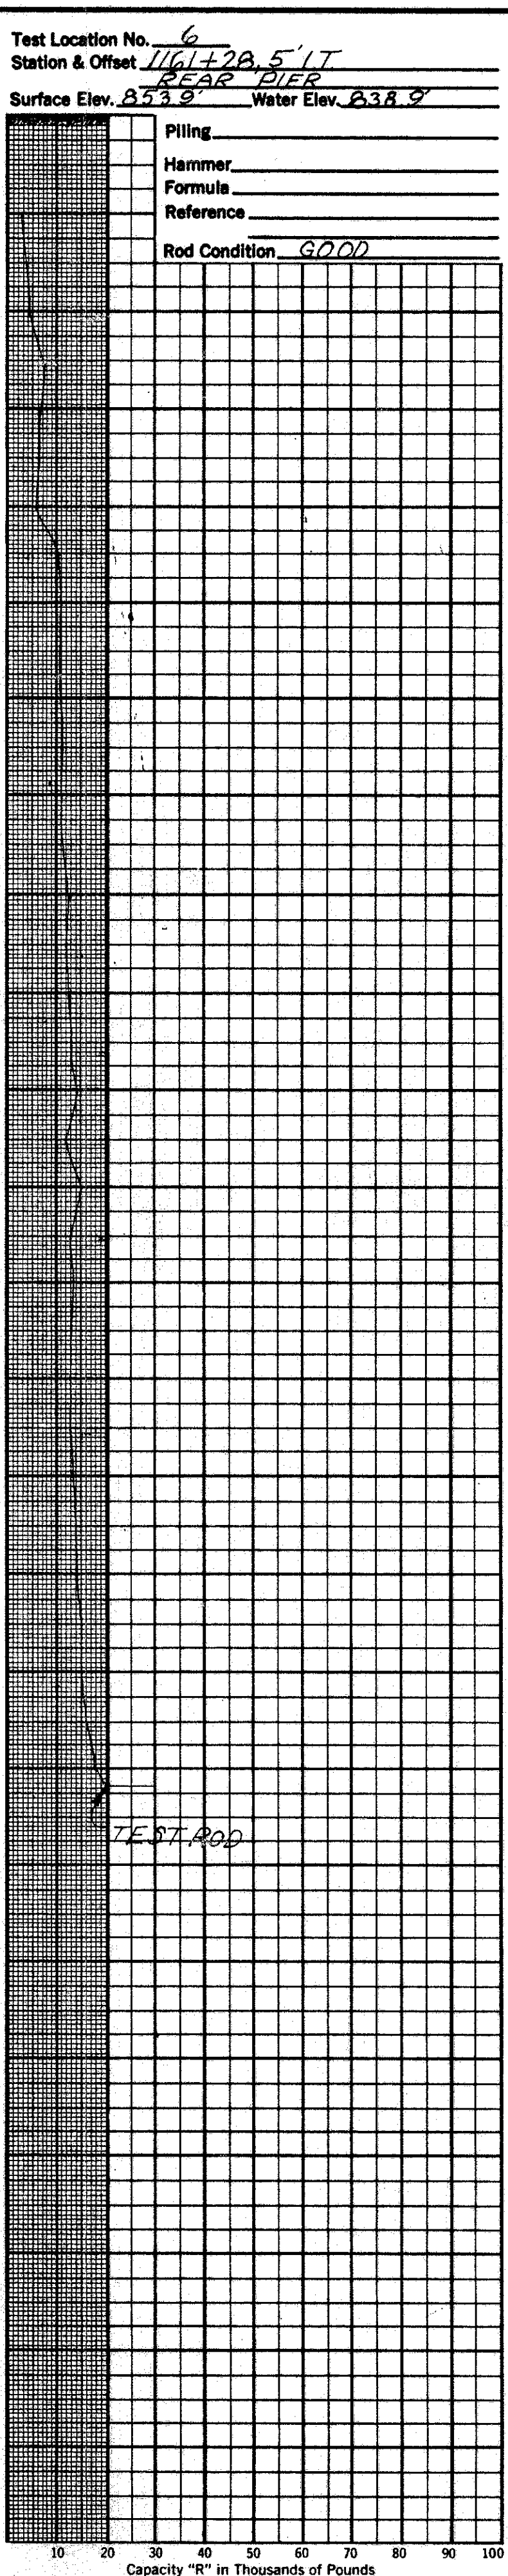 Test Location No. 6
Station & Offset 1161+28, 5' LT
REAR PIER
Surface Elev. 853.9' Water Elev. 838.9'
Piling
Hammer
Formula
Reference
Rod Condition GOOD
TEST ROD
10 20 30 40 50 60 70 80 90 100
Capacity "R" in Thousands of Pounds